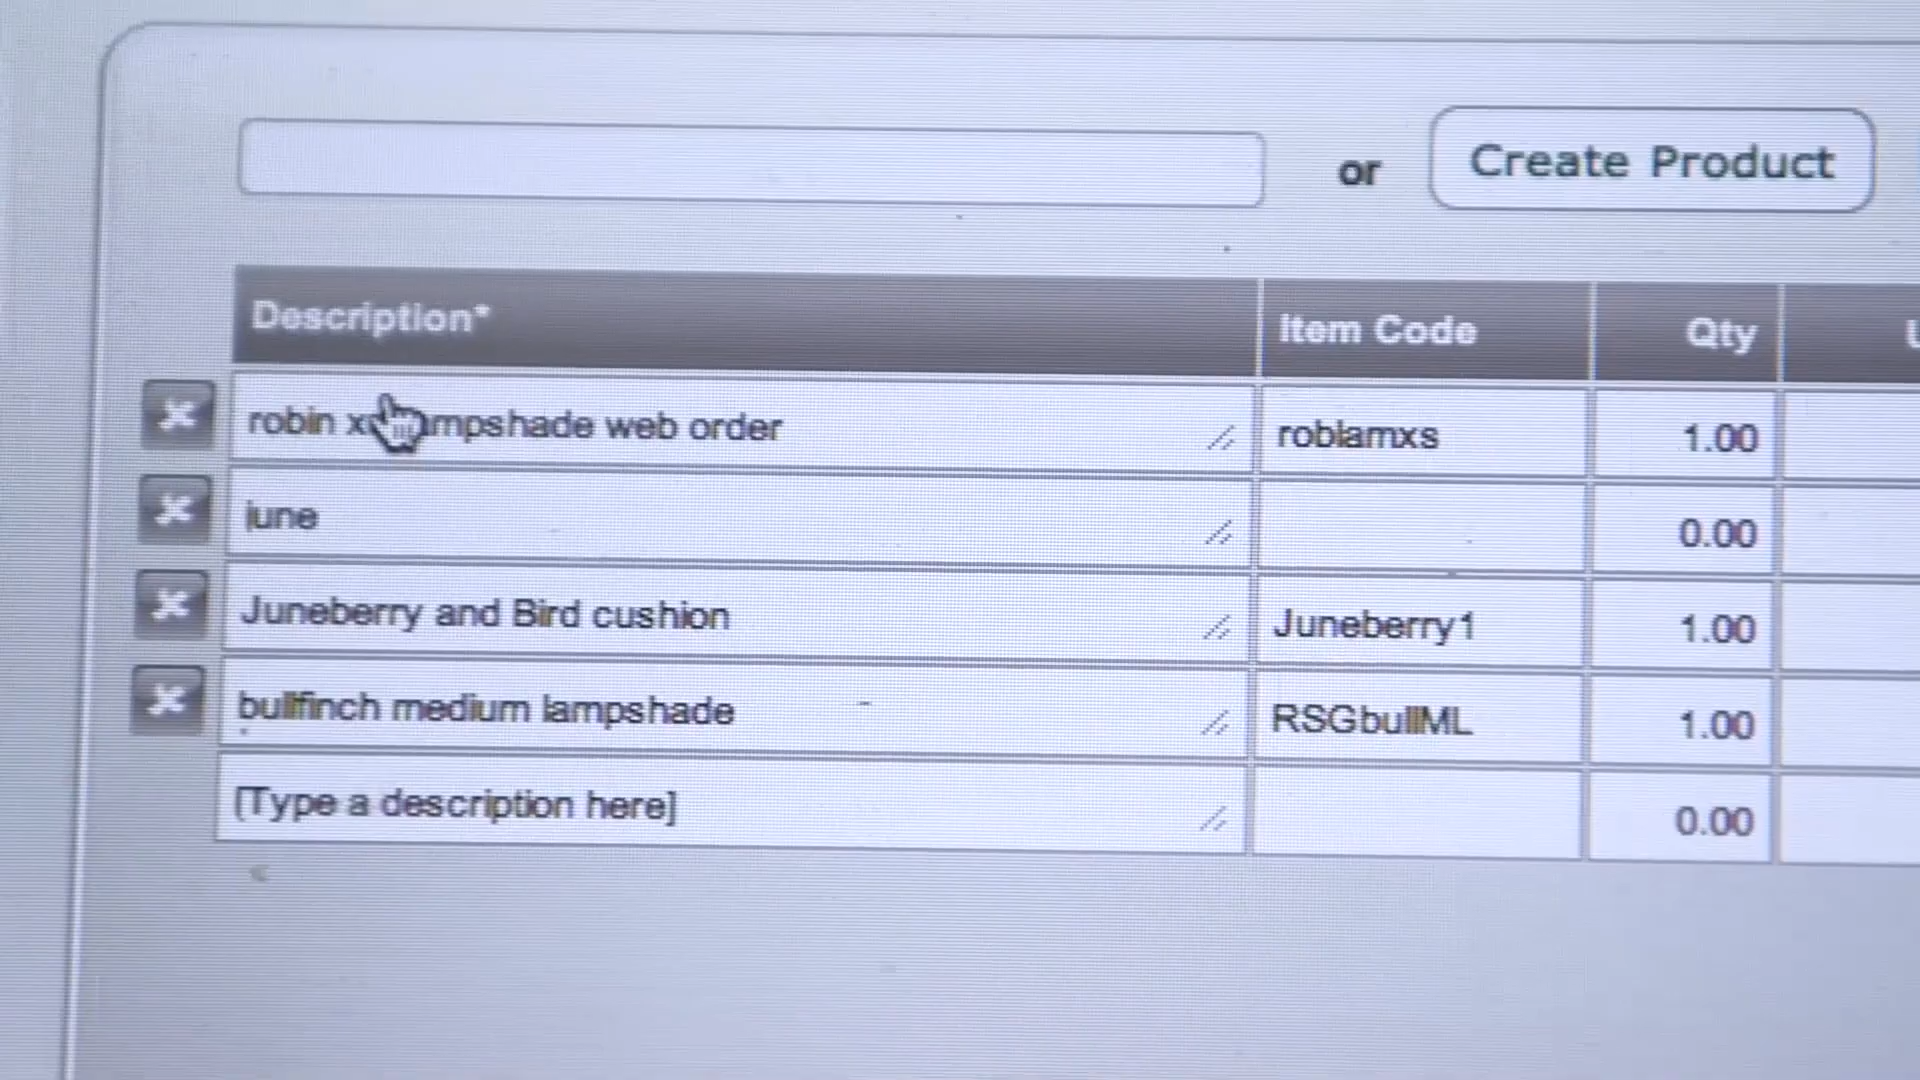 or Create Product
Description* Item Code Qty
robin mpshade web order roblamxs 1.00
june 0.00
Juneberry and Bird cushion Juneberry1 1.00
bullfinch medium lampshade RSGbullML 1.00
[Type a description here] 0.00